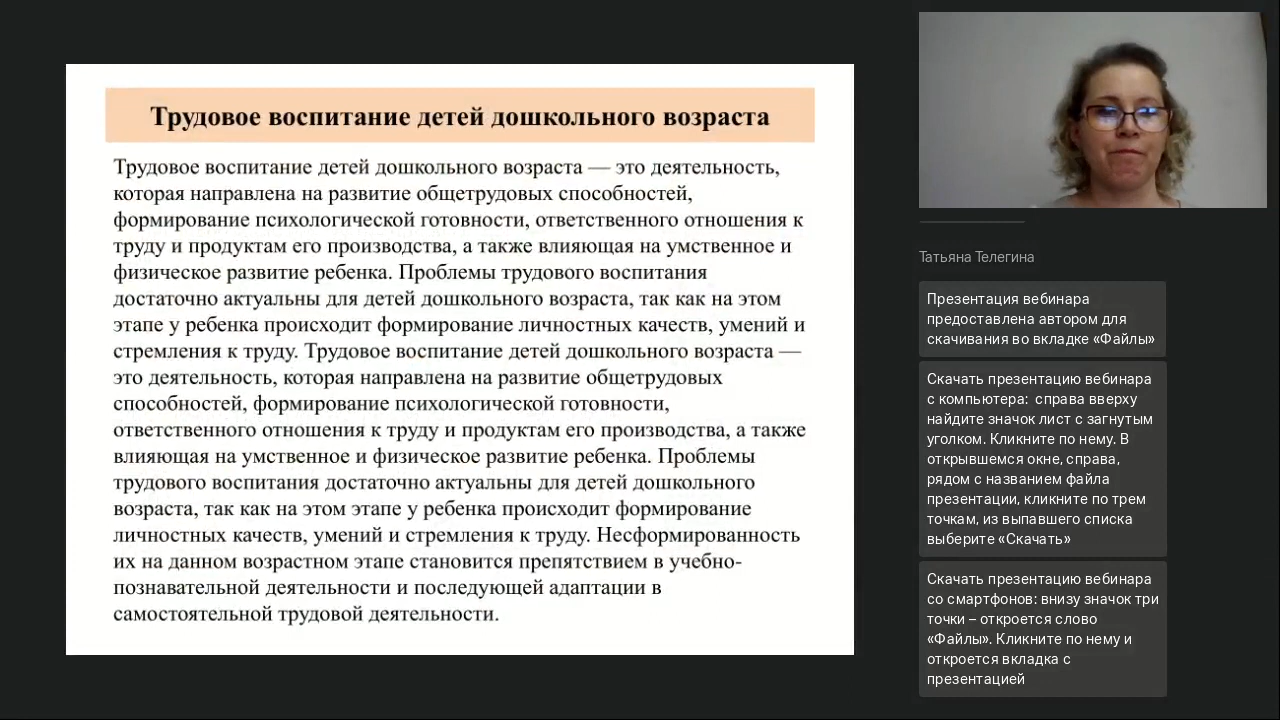 Трудовое воспитание детей дошкольного возраста
Трудовое воспитание детей дошкольного возраста — это деятельность,
которая направлена на развитие общетрудовых способностей,
формирование психологической готовности, ответственного отношения к
труду и продуктам его производства, а также влияющая на умственное и
физическое развитие ребенка. Проблемы трудового воспитания
достаточно актуальны для детей дошкольного возраста, так как на этом
этапе у ребенка происходит формирование личностных качеств, умений и
стремления к труду. Трудовое воспитание детей дошкольного возраста —
это деятельность, которая направлена на развитие общетрудовых
способностей, формирование психологической готовности,
ответственного отношения к труду и продуктам его производства, а также
влияющая на умственное и физическое развитие ребенка. Проблемы
трудового воспитания достаточно актуальны для детей дошкольного
возраста, так как на этом этапе у ребенка происходит формирование
личностных качеств, умений и стремления к труду. Несформированность
их на данном возрастном этапе становится препятствием в учебно-
познавательной деятельности и последующей адаптации в
самостоятельной трудовой деятельности.
Татьяна Телегина
Презентация вебинара
предоставлена автором для
скачивания во вкладке «Файлы»
Скачать презентацию вебинара
с компьютера: справа вверху
найдите значок лист с загнутым
уголком. Кликните по нему. В
открывшемся окне, справа,
рядом с названием файла
презентации, кликните по трем
точкам, из выпавшего списка
выберите «Скачать»
Скачать презентацию вебинара
со смартфонов: внизу значок три
точки – откроется слово
«Файлы». Кликните по нему и
откроется вкладка с
презентацией